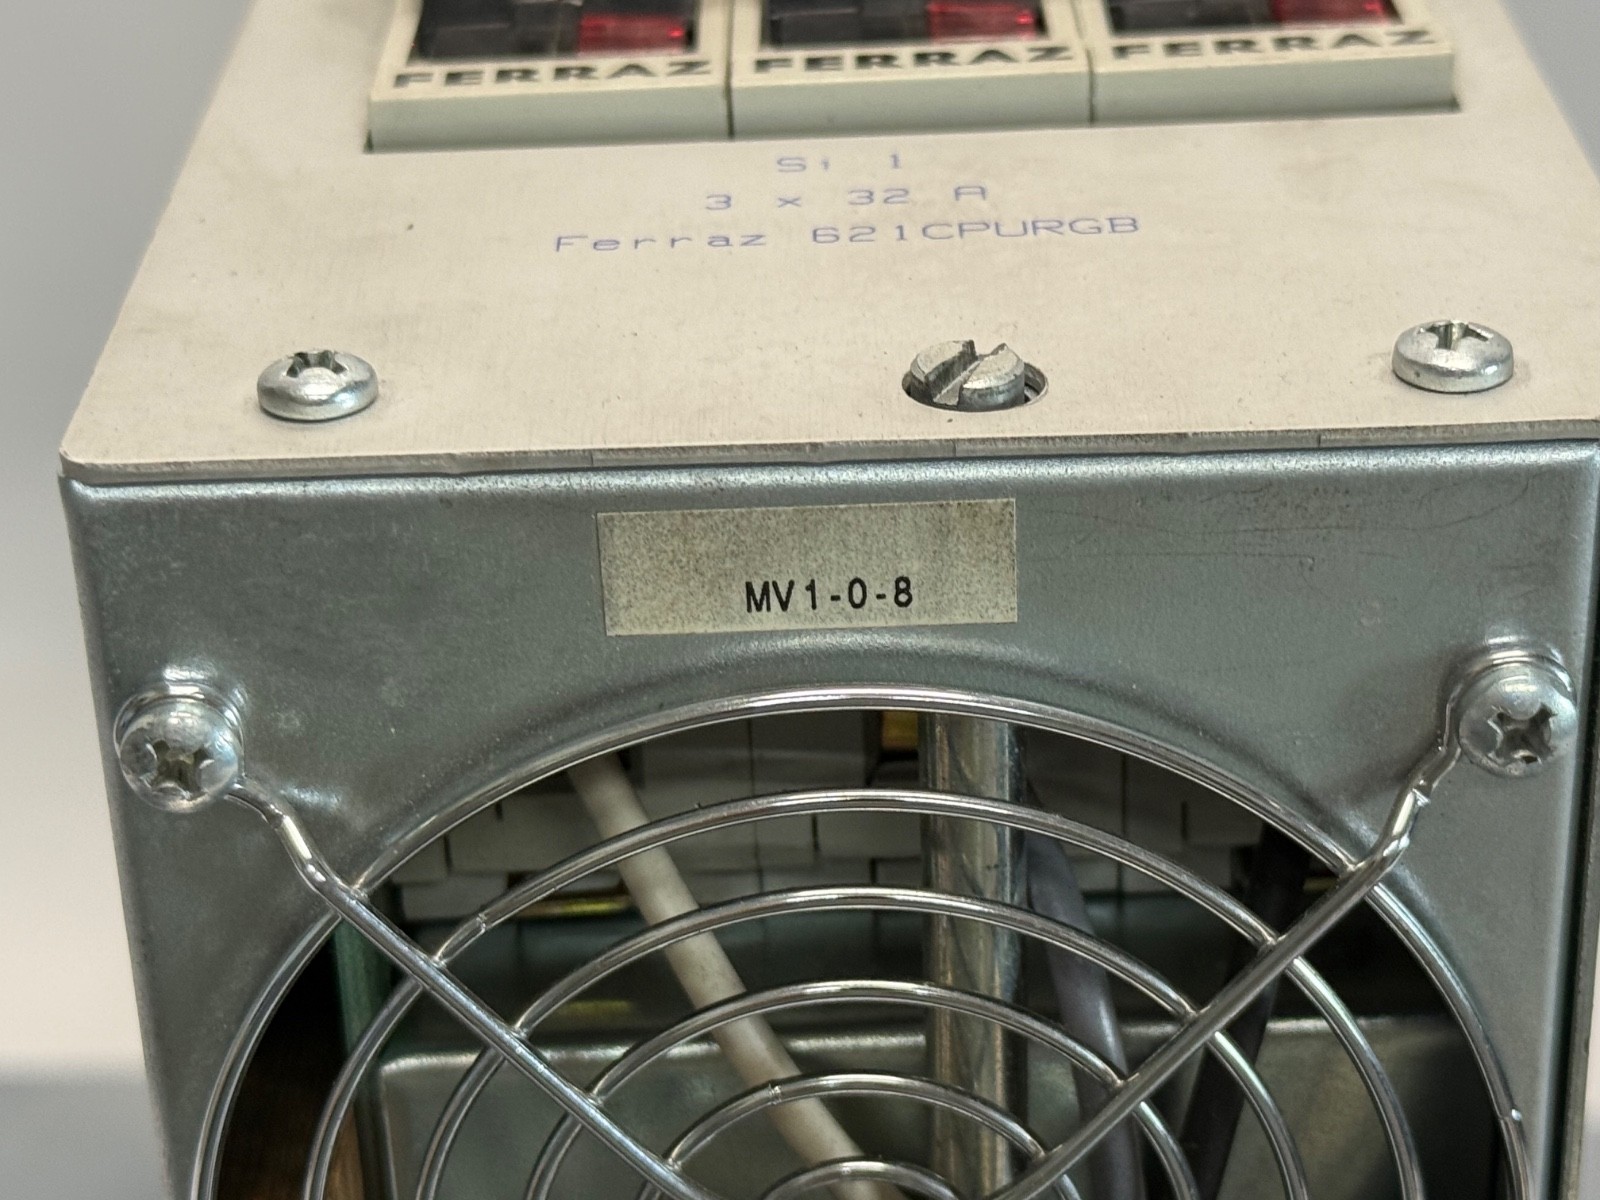 FERRAZ FERRAZ FERRAZ
Si 1
3 x 32 A
Ferraz 621CPURGB
MV1-0-8